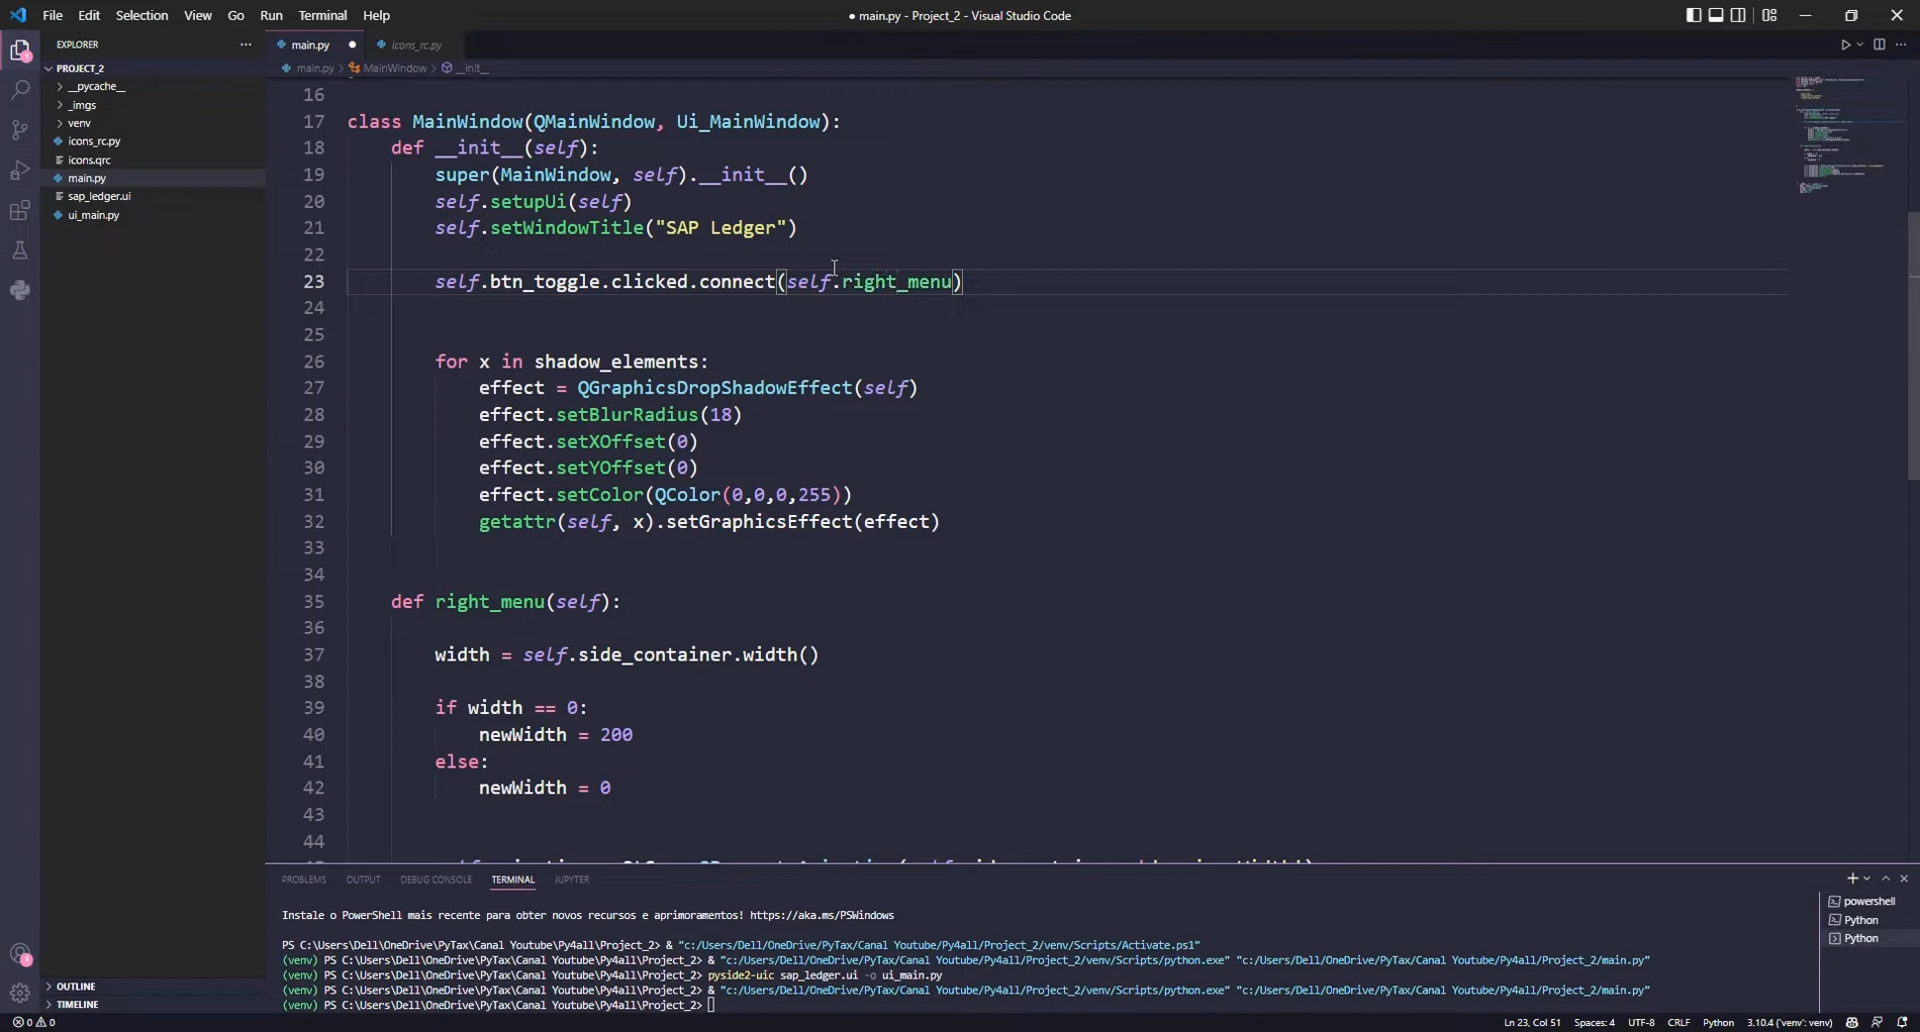 File Edit Selection View Go Run Terminal Help
● main.py - Project_2 - Visual Studio Code
EXPLORER
PROJECT_2
__pycache__
_imgs
venv
icons_rc.py
icons.qrc
main.py
sap_ledger.ui
ui_main.py
OUTLINE
TIMELINE
main.py
icons_rc.py
main.py > MainWindow > __init__
16
17 class MainWindow(QMainWindow, Ui_MainWindow):
18 def __init__(self):
19 super(MainWindow, self).__init__()
20 self.setupUi(self)
21 self.setWindowTitle("SAP Ledger")
22
23 self.btn_toggle.clicked.connect(self.right_menu)
24
25
26 for x in shadow_elements:
27 effect = QGraphicsDropShadowEffect(self)
28 effect.setBlurRadius(18)
29 effect.setXOffset(0)
30 effect.setYOffset(0)
31 effect.setColor(QColor(0,0,0,255))
32 getattr(self, x).setGraphicsEffect(effect)
33
34
35 def right_menu(self):
36
37 width = self.side_container.width()
38
39 if width == 0:
40 newWidth = 200
41 else:
42 newWidth = 0
43
44
PROBLEMS OUTPUT DEBUG CONSOLE TERMINAL JUPYTER
Instale o PowerShell mais recente para obter novos recursos e aprimoramentos! https://aka.ms/PSWindows
PS C:\Users\Dell\OneDrive\PyTax\Canal Youtube\Py4all\Project_2> & "c:/Users/Dell/OneDrive/PyTax/Canal Youtube/Py4all/Project_2/venv/Scripts/Activate.ps1"
(venv) PS C:\Users\Dell\OneDrive\PyTax\Canal Youtube\Py4all\Project_2> & "c:/Users/Dell/OneDrive/PyTax/Canal Youtube/Py4all/Project_2/venv/Scripts/python.exe" "c:/Users/Dell/OneDrive/PyTax/Canal Youtube/Py4all/Project_2/main.py"
(venv) PS C:\Users\Dell\OneDrive\PyTax\Canal Youtube\Py4all\Project_2> pyside2-uic sap_ledger.ui -o ui_main.py
(venv) PS C:\Users\Dell\OneDrive\PyTax\Canal Youtube\Py4all\Project_2> & "c:/Users/Dell/OneDrive/PyTax/Canal Youtube/Py4all/Project_2/venv/Scripts/python.exe" "c:/Users/Dell/OneDrive/PyTax/Canal Youtube/Py4all/Project_2/main.py"
(venv) PS C:\Users\Dell\OneDrive\PyTax\Canal Youtube\Py4all\Project_2>
powershell
Python
Python
0 0 Ln 23, Col 51 Spaces: 4 UTF-8 CRLF Python 3.10.4 ('venv': venv)